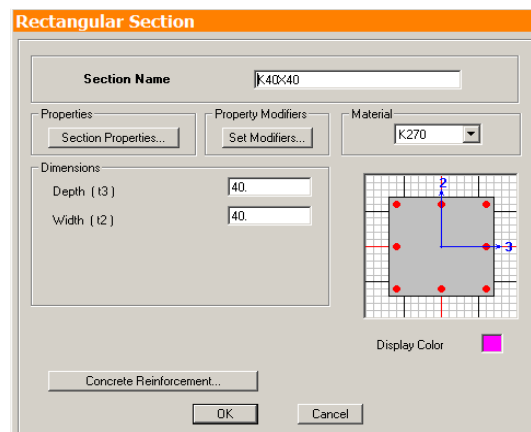 Rectangular Section
Section Name K40X40
Properties Property Modifiers Material
Section Properties... Set Modifiers... K270
Dimensions
Depth ( t3 ) 40.
Width ( t2 ) 40.
2
3
Display Color
Concrete Reinforcement...
OK Cancel